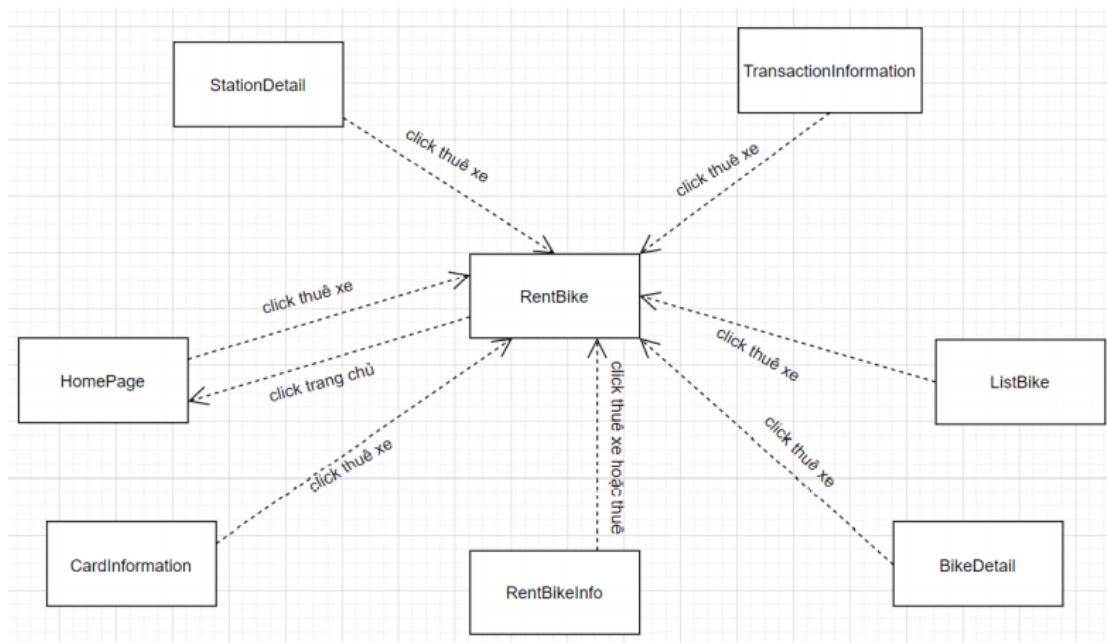 StationDetail
TransactionInformation
click thuê xe
click thuê xe
RentBike
click thuê xe
click thuê xe
HomePage
click trang chủ
ListBike
click thuê xe
click thuê xe hoặc thuê
click thuê xe
CardInformation
RentBikeInfo
BikeDetail